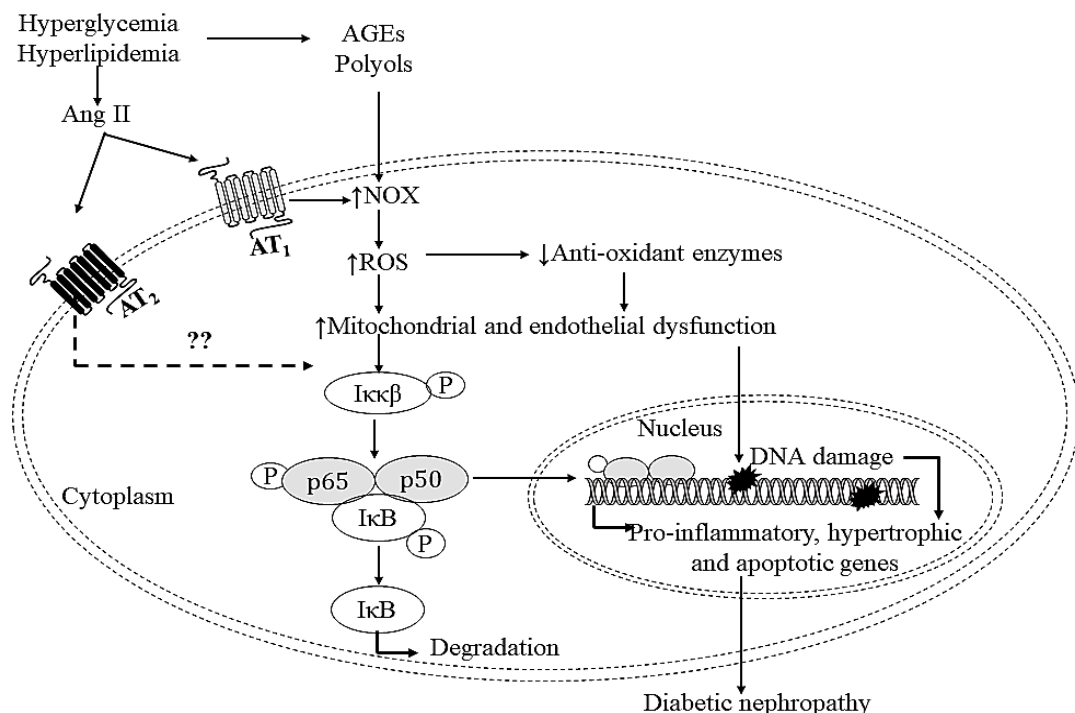 Hyperglycemia
Hyperlipidemia
AGEs
Polyols
Ang II
AT1
↑NOX
AT2
↑ROS
↓Anti-oxidant enzymes
↑Mitochondrial and endothelial dysfunction
??
Iκκβ
P
Nucleus
DNA damage
P
p65
p50
Cytoplasm
IκB
P
Pro-inflammatory, hypertrophic
and apoptotic genes
IκB
Degradation
Diabetic nephropathy